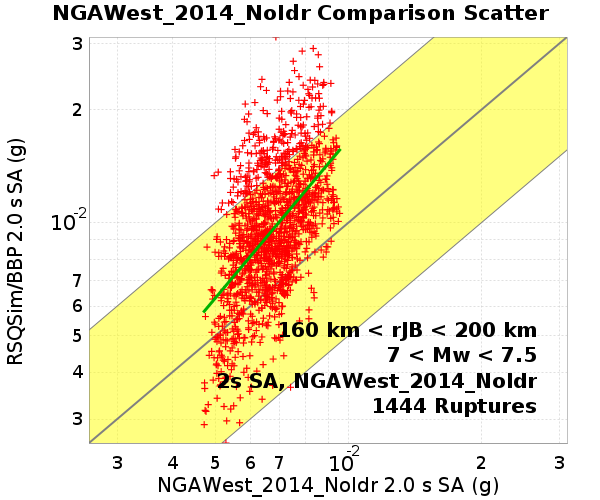 NGAWest_2014_NoIdr Comparison Scatter
3
2
10-2
7
6
5
4
3
RSQSim/BBP 2.0 s SA (g)
160 km < rJB < 200 km
7 < Mw < 7.5
2s SA, NGAWest_2014_NoIdr
1444 Ruptures
3 4 5 6 7 10-2 2 3
NGAWest_2014_NoIdr 2.0 s SA (g)